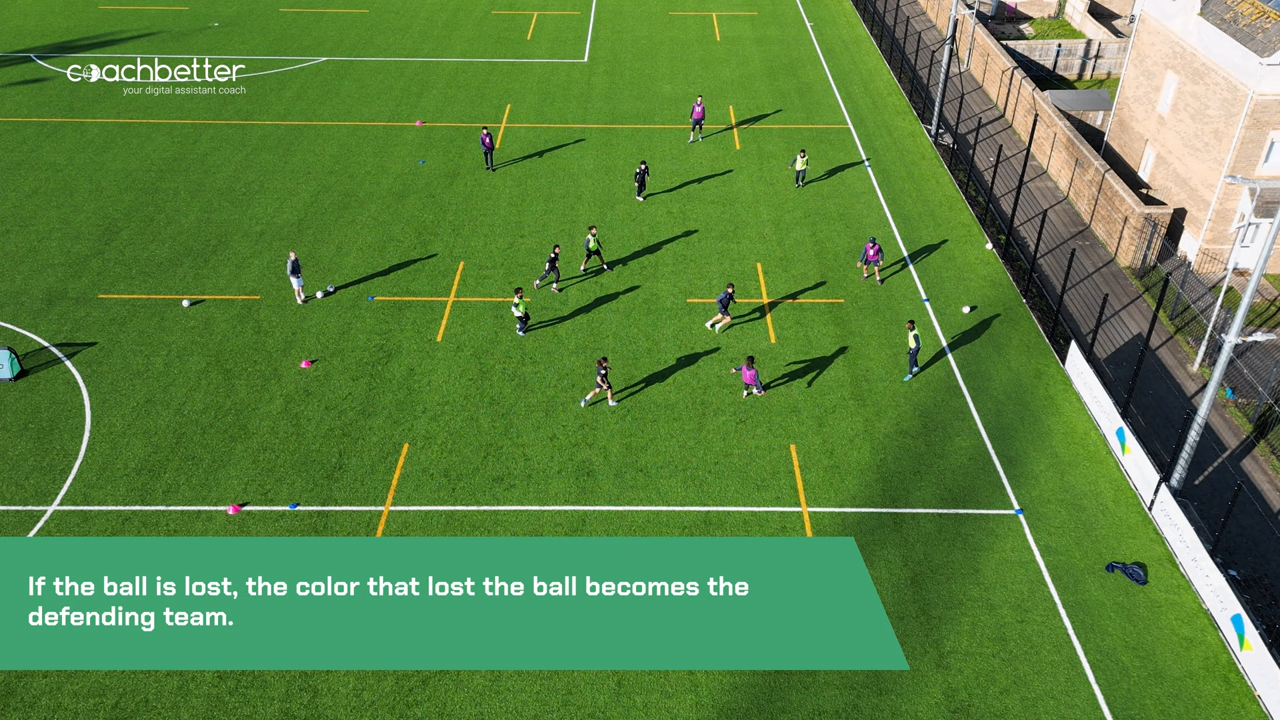 coachbetter
your digital assistant coach
If the ball is lost, the color that lost the ball becomes the
defending team.